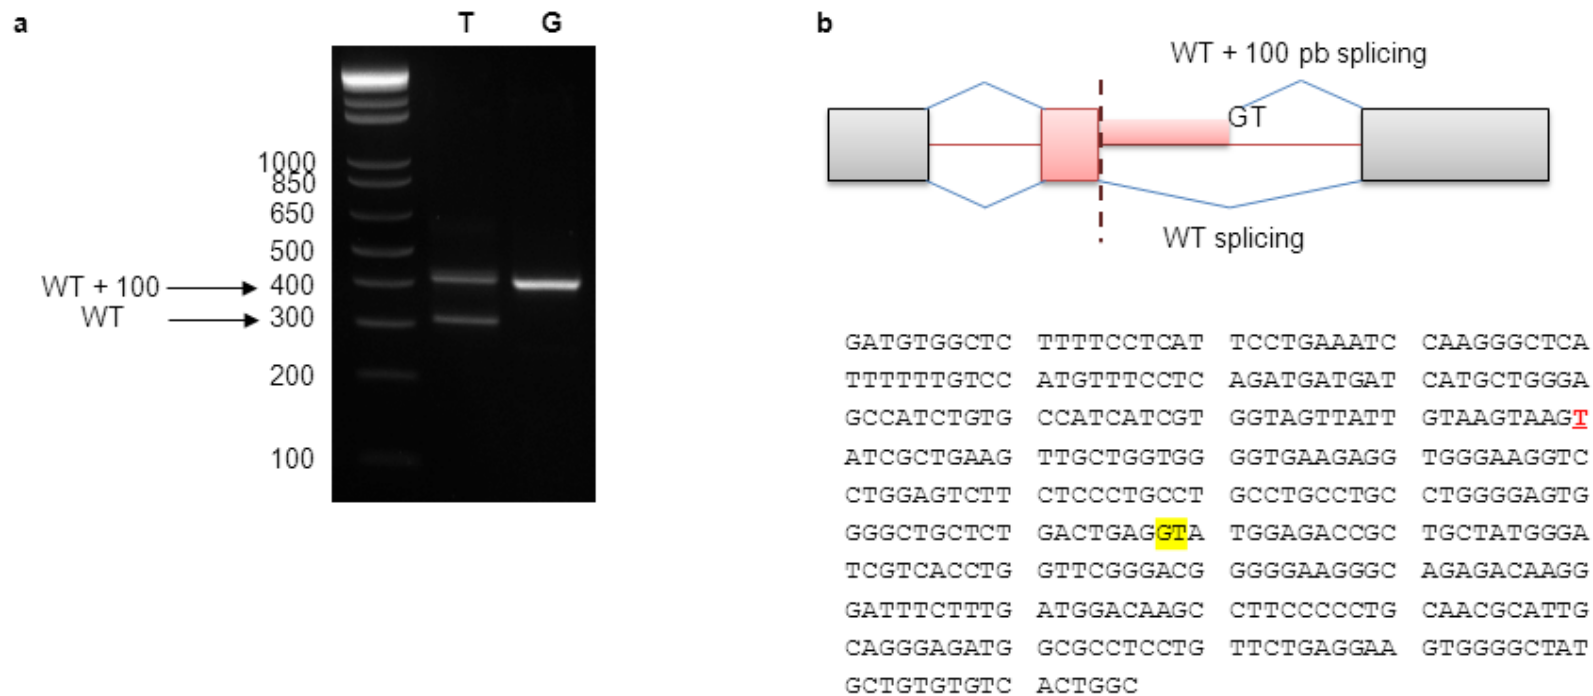 a
T G
1000
850
650
500
WT + 100 400
WT 300
200
100
b
WT + 100 pb splicing
GT
WT splicing
GATGTGGCTC TTTTCCTCAT TCCTGAAATC CAAGGGCTCA
TTTTTTGTCC ATGTTTCCTC AGATGATGAT CATGCTGGGA
GCCATCTGTG CCATCATCGT GGTAGTTATT GTAAGTAAGT
ATCGCTGAAG TTGCTGGTGG GGTGAAGAGG TGGGAAGGTC
CTGGAGTCTT CTCCCTGCCT GCCTGCCTGC CTGGGGAGTG
GGGCTGCTCT GACTGAGGTA TGGAGACCGC TGCTATGGGA
TCGTCACCTG GTTCGGGACG GGGGAAGGGC AGAGACAAGG
GATTTCTTTG ATGGACAAGC CTTCCCCCTG CAACGCATTG
CAGGGAGATG GCGCCTCCTG TTCTGAGGAA GTGGGGCTAT
GCTGTGTGTC ACTGGC